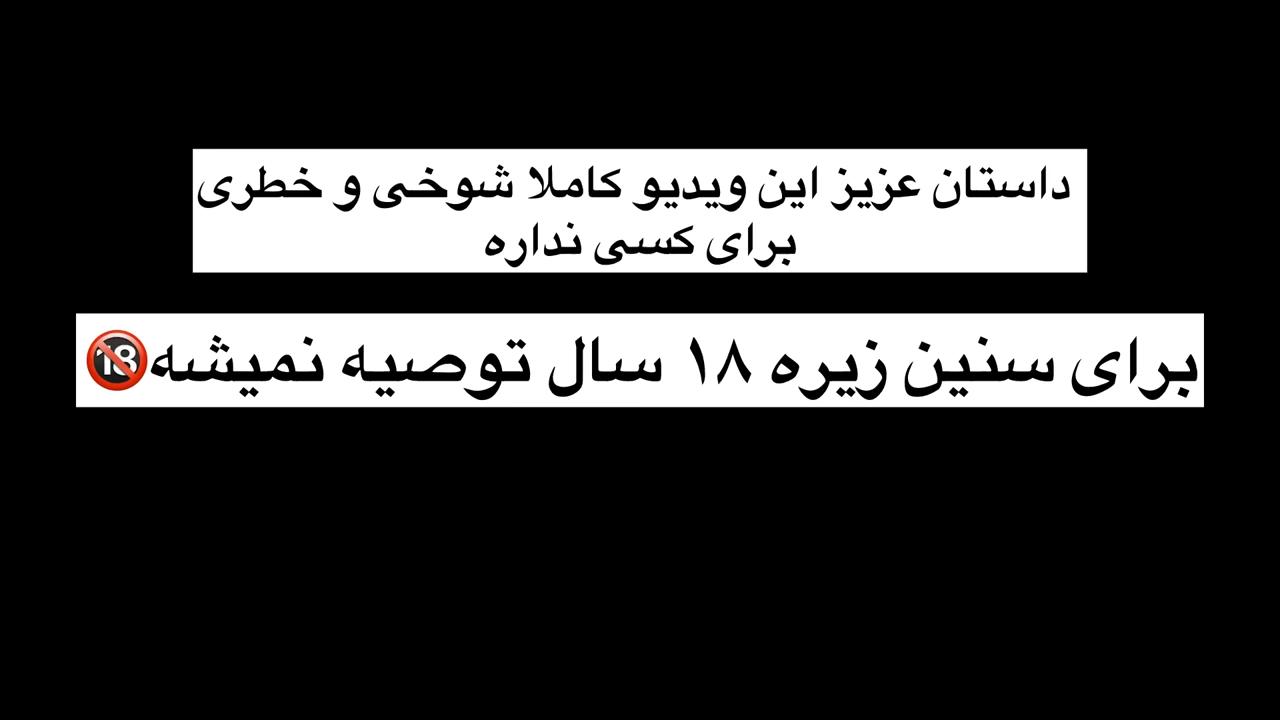 داستان عزیز این ویدیو کاملا شوخی و خطری
برای کسی نداره
برای سنین زیره ۱۸ سال توصیه نمیشه🔞